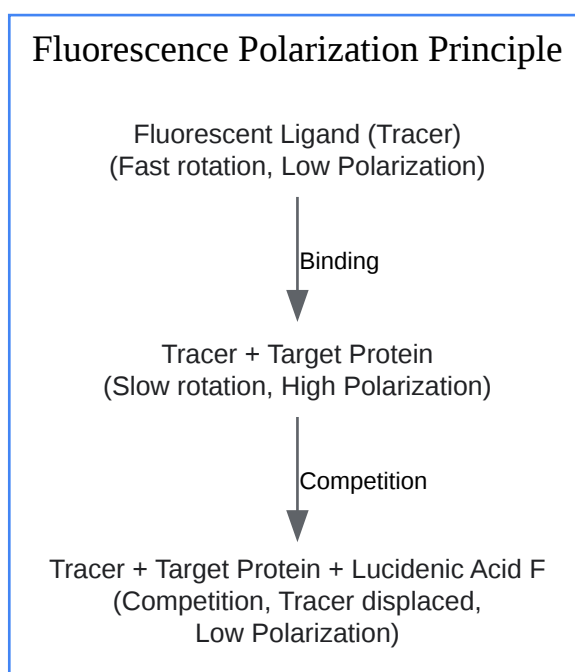 Fluorescence Polarization Principle
Fluorescent Ligand (Tracer)
(Fast rotation, Low Polarization)
Binding
Tracer + Target Protein
(Slow rotation, High Polarization)
Competition
Tracer + Target Protein + Lucidenic Acid F
(Competition, Tracer displaced,
Low Polarization)